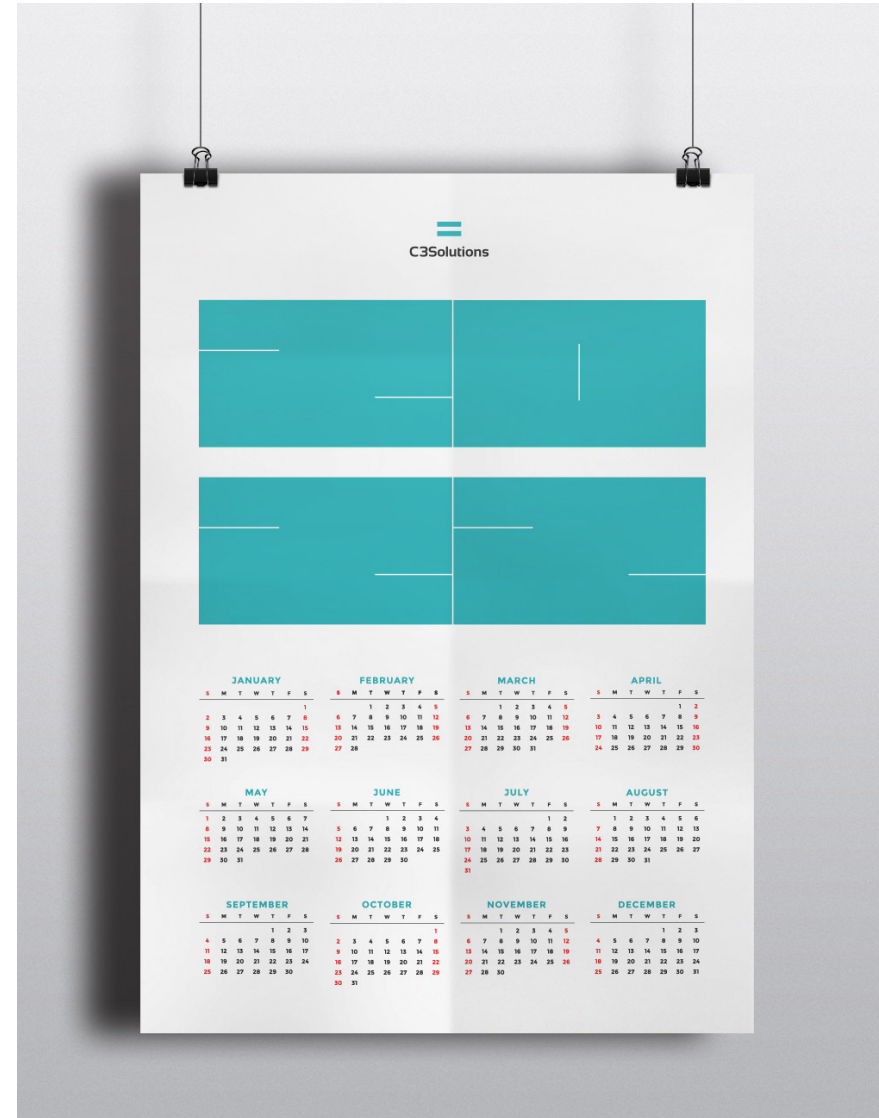 C3Solutions
JANUARY
S M T W T F S
1
2 3 4 5 6 7 8
9 10 11 12 13 14 15
16 17 18 19 20 21 22
23 24 25 26 27 28 29
30 31
FEBRUARY
S M T W T F S
1 2 3 4 5
6 7 8 9 10 11 12
13 14 15 16 17 18 19
20 21 22 23 24 25 26
27 28
MARCH
S M T W T F S
1 2 3 4 5
6 7 8 9 10 11 12
13 14 15 16 17 18 19
20 21 22 23 24 25 26
27 28 29 30 31
APRIL
S M T W T F S
1 2
3 4 5 6 7 8 9
10 11 12 13 14 15 16
17 18 19 20 21 22 23
24 25 26 27 28 29 30
MAY
S M T W T F S
1 2 3 4 5 6 7
8 9 10 11 12 13 14
15 16 17 18 19 20 21
22 23 24 25 26 27 28
29 30 31
JUNE
S M T W T F S
1 2 3 4
5 6 7 8 9 10 11
12 13 14 15 16 17 18
19 20 21 22 23 24 25
26 27 28 29 30
JULY
S M T W T F S
1 2
3 4 5 6 7 8 9
10 11 12 13 14 15 16
17 18 19 20 21 22 23
24 25 26 27 28 29 30
31
AUGUST
S M T W T F S
1 2 3 4 5 6
7 8 9 10 11 12 13
14 15 16 17 18 19 20
21 22 23 24 25 26 27
28 29 30 31
SEPTEMBER
S M T W T F S
1 2 3
4 5 6 7 8 9 10
11 12 13 14 15 16 17
18 19 20 21 22 23 24
25 26 27 28 29 30
OCTOBER
S M T W T F S
1
2 3 4 5 6 7 8
9 10 11 12 13 14 15
16 17 18 19 20 21 22
23 24 25 26 27 28 29
30 31
NOVEMBER
S M T W T F S
1 2 3 4 5
6 7 8 9 10 11 12
13 14 15 16 17 18 19
20 21 22 23 24 25 26
27 28 30
DECEMBER
S M T W T F S
1 2 3
4 5 6 7 8 9 10
11 12 13 14 15 16 17
18 19 20 21 22 23 24
25 26 27 28 29 30 31